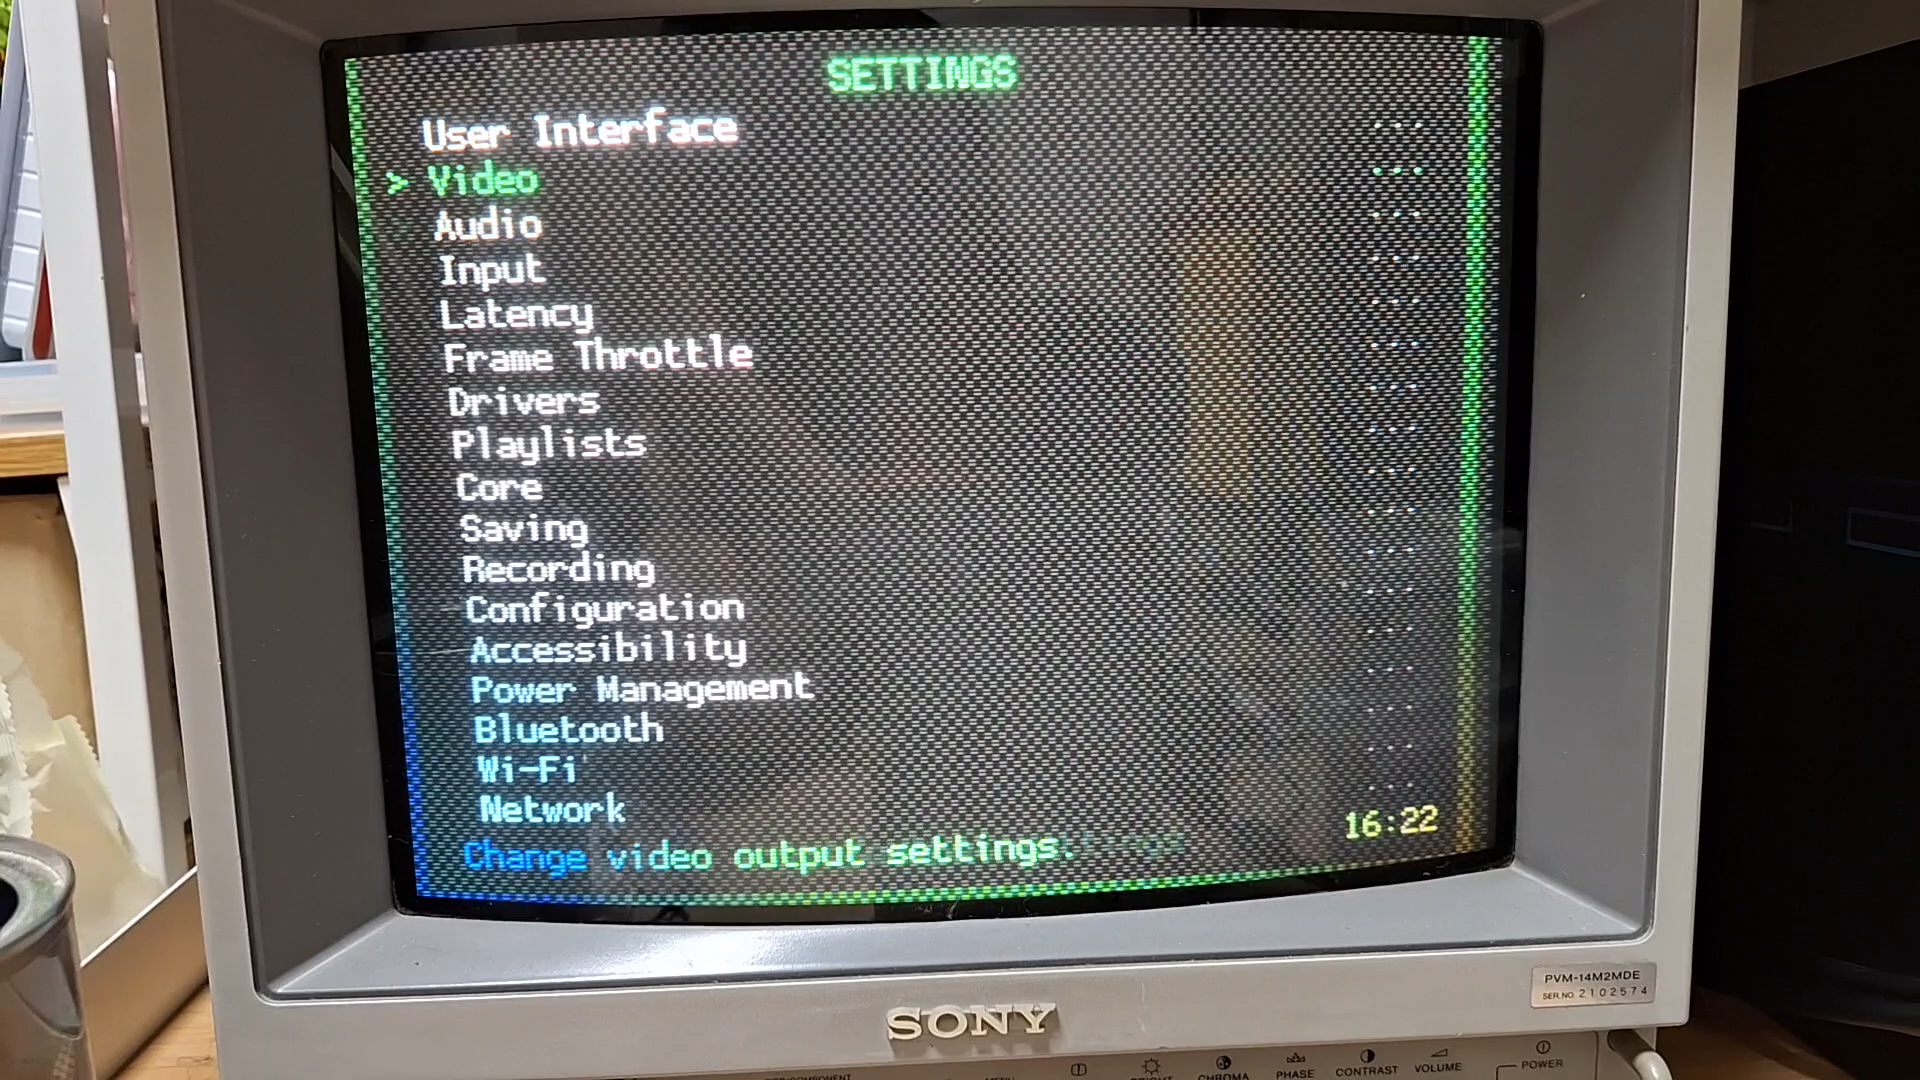 SETTINGS
User Interface ...
> Video ...
Audio ...
Input ...
Latency ...
Frame Throttle ...
Drivers ...
Playlists ...
Core ...
Saving ...
Recording ...
Configuration ...
Accessibility ...
Power Management ...
Bluetooth ...
Wi-Fi ...
Network ...
Change video output settings.
16:22
PVM-14M2MDE
SER.NO. 2102574
SONY
CHROMA
PHASE
CONTRAST
VOLUME
POWER